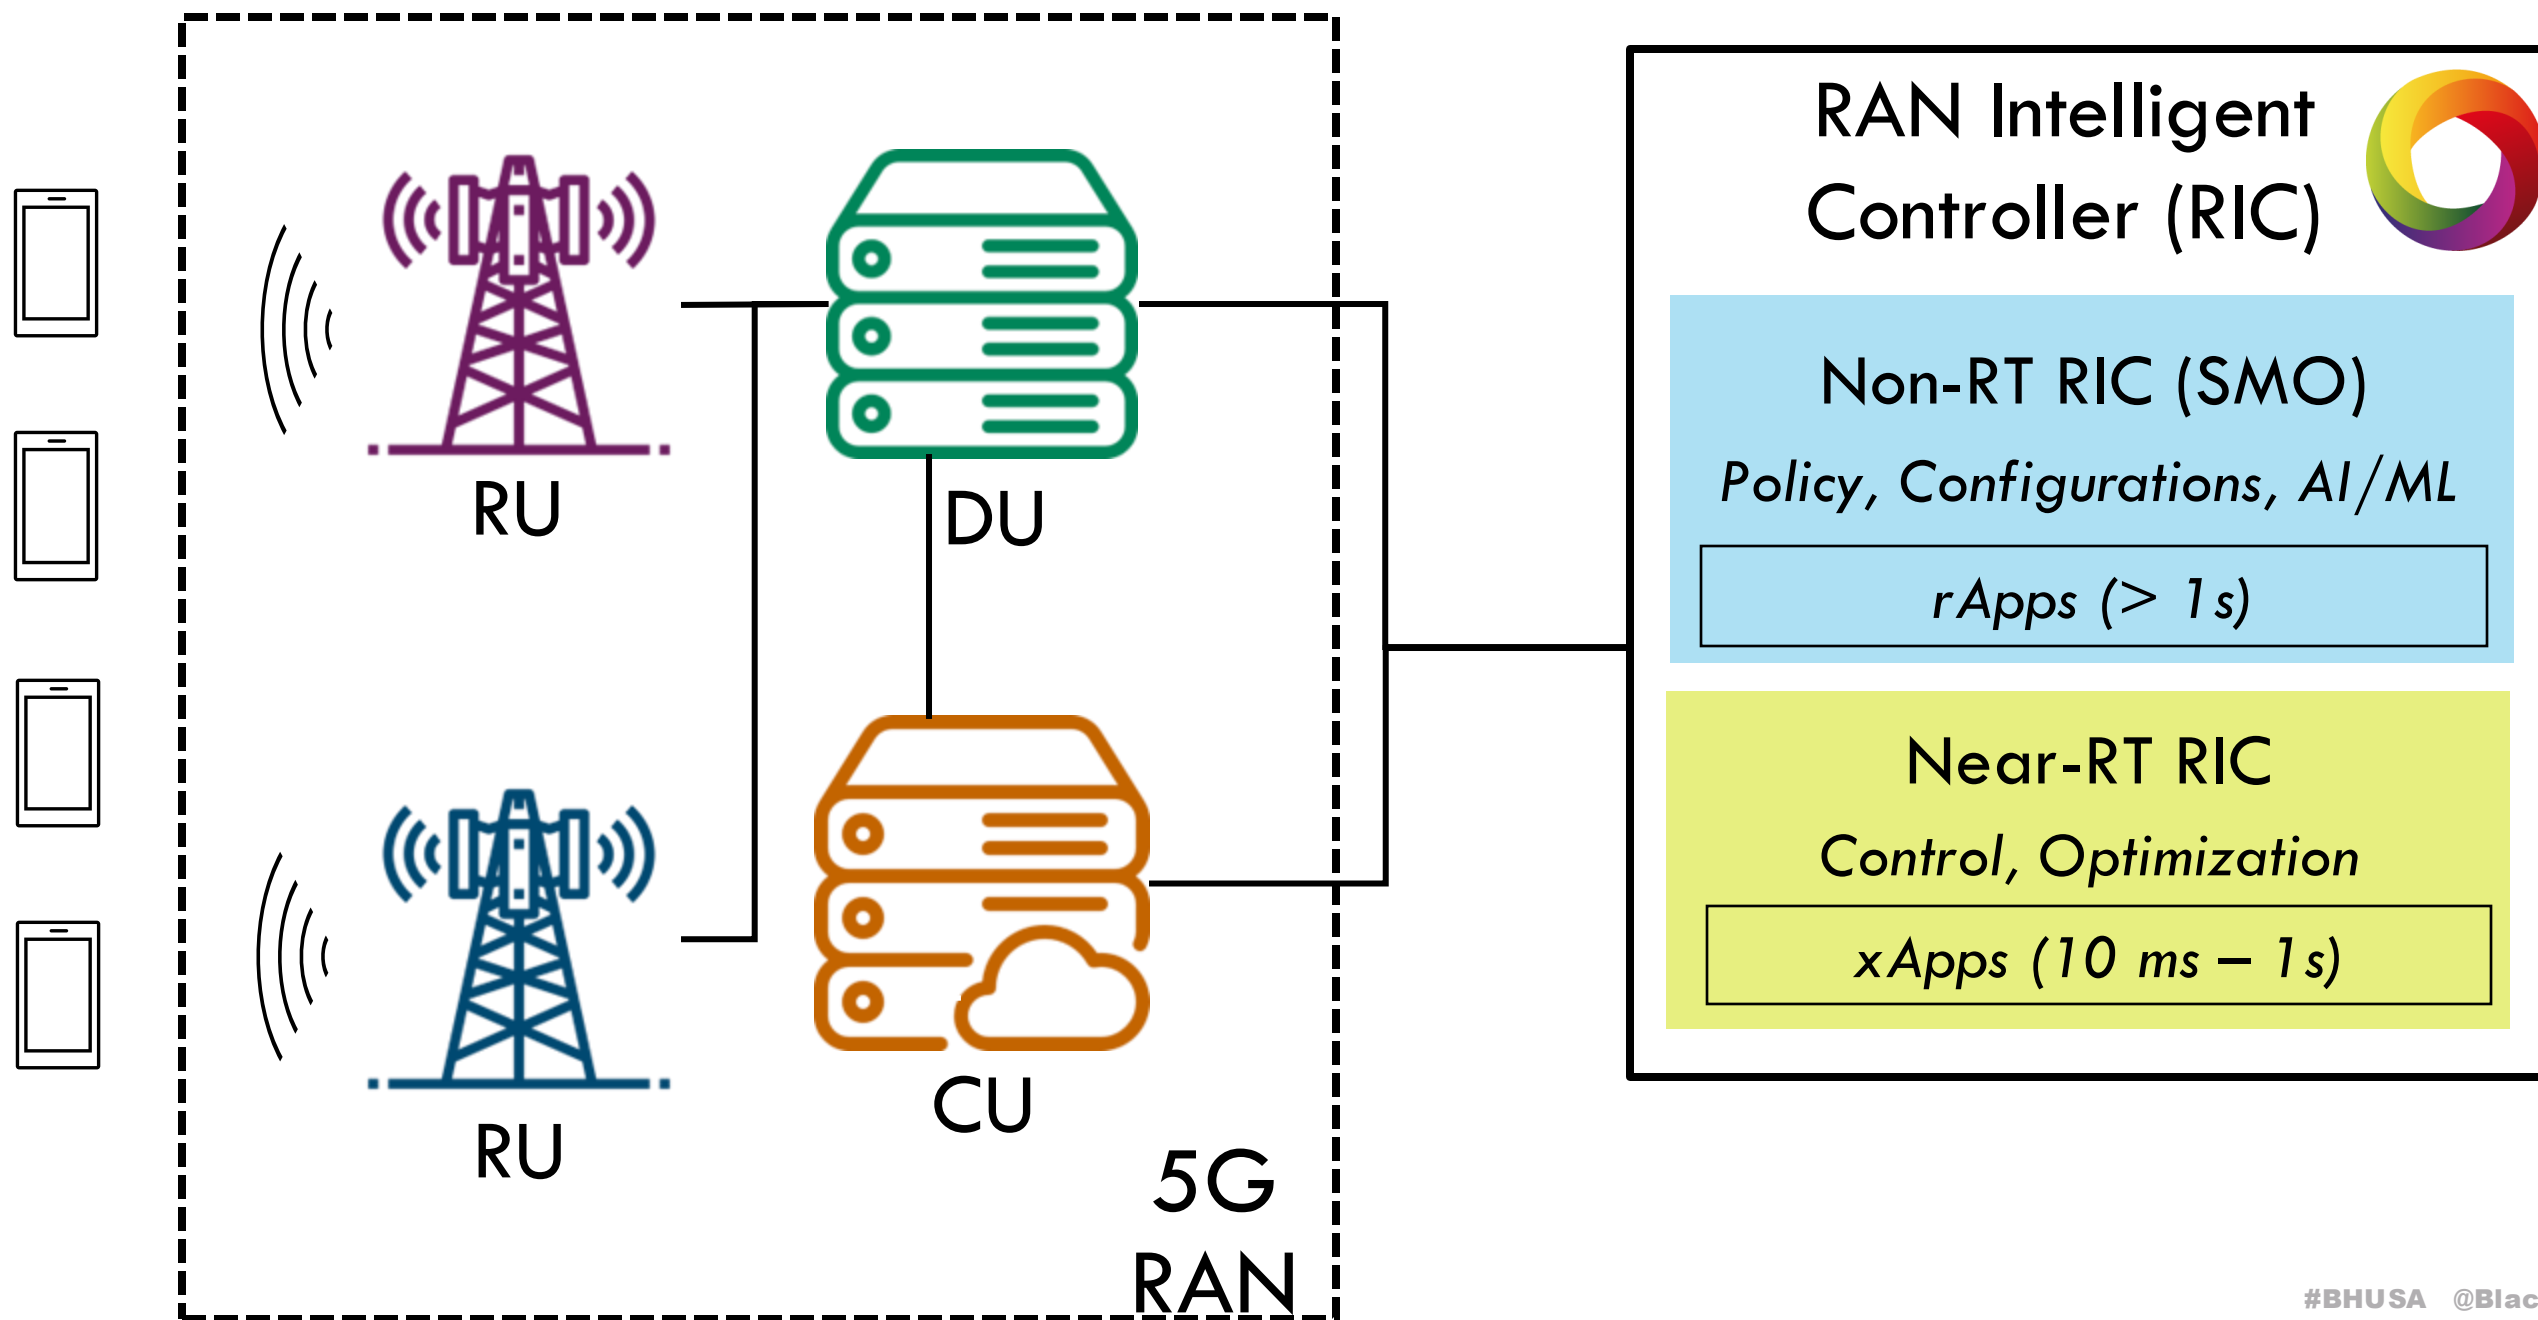 RU
DU
RU
CU
5G
RAN
RAN Intelligent
Controller (RIC)
Non-RT RIC (SMO)
Policy, Configurations, AI/ML
rApps (> 1s)
Near-RT RIC
Control, Optimization
xApps (10 ms – 1s)
#BHUSA @Blac